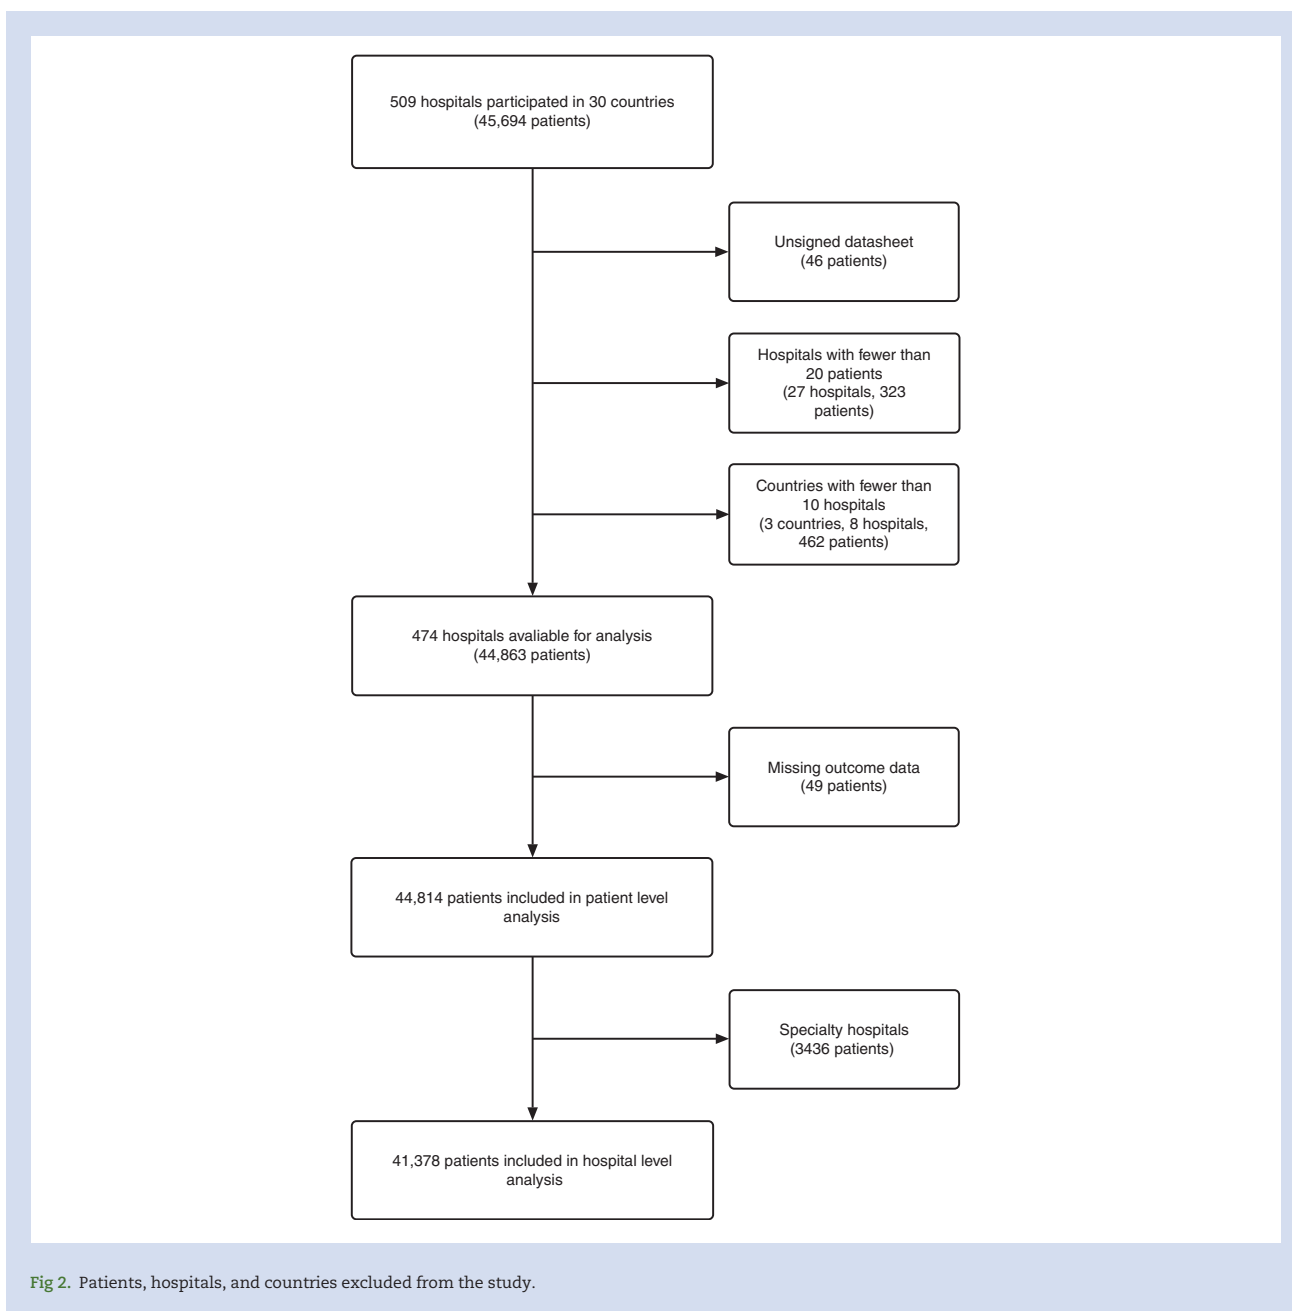 509 hospitals participated in 30 countries
(45,694 patients)
Unsigned datasheet
(46 patients)
Hospitals with fewer than
20 patients
(27 hospitals, 323
patients)
Countries with fewer than
10 hospitals
(3 countries, 8 hospitals,
462 patients)
474 hospitals avaliable for analysis
(44,863 patients)
Missing outcome data
(49 patients)
44,814 patients included in patient level
analysis
Specialty hospitals
(3436 patients)
41,378 patients included in hospital level
analysis
Fig 2. Patients, hospitals, and countries excluded from the study.